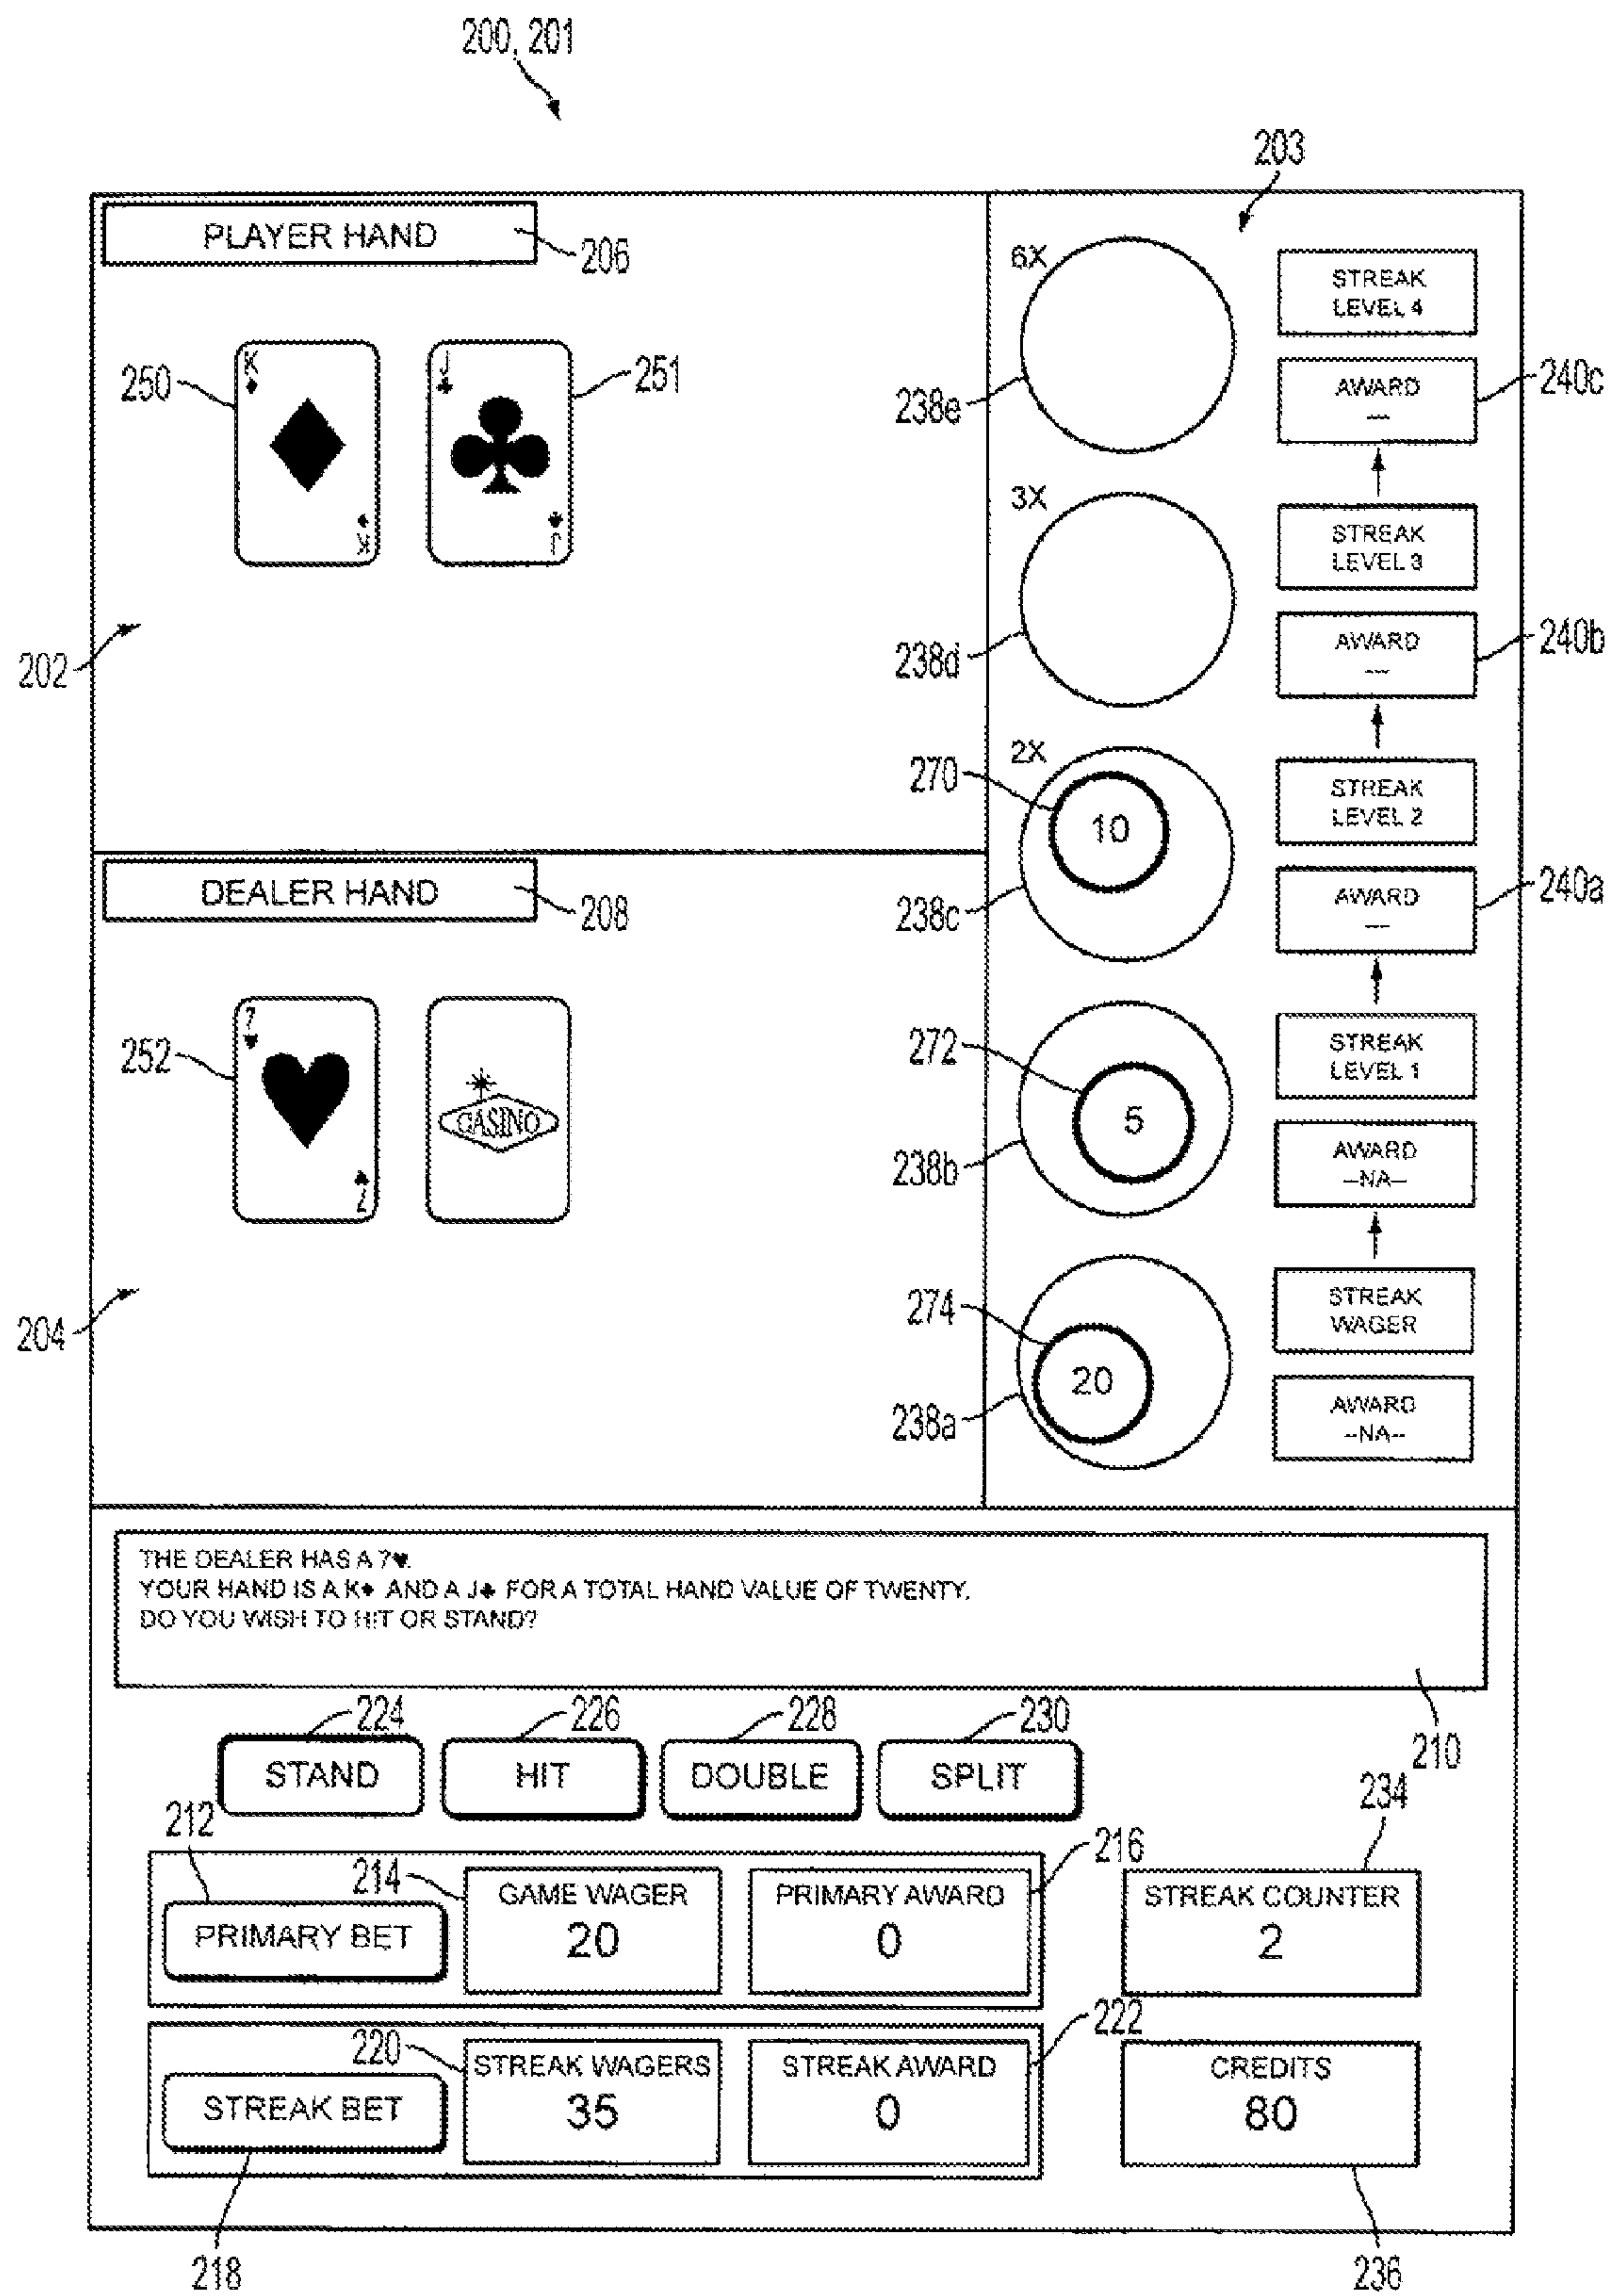 200, 201
203
PLAYER HAND
206
6X
STREAK
LEVEL 4
250
K♦
K♦
J♣
J♣
251
238e
AWARD
---
240c
3X
STREAK
LEVEL 3
202
238d
AWARD
---
240b
2X
270
10
STREAK
LEVEL 2
DEALER HAND
208
238c
AWARD
---
240a
252
7♥
7♥
CASINO
272
5
STREAK
LEVEL 1
238b
AWARD
--NA--
204
274
20
STREAK
WAGER
238a
AWARD
--NA--
THE DEALER HAS A 7♥.
YOUR HAND IS A K♦ AND A J♣ FOR A TOTAL HAND VALUE OF TWENTY.
DO YOU WISH TO HIT OR STAND?
210
224
226
228
230
STAND
HIT
DOUBLE
SPLIT
212
214
216
234
PRIMARY BET
GAME WAGER
20
PRIMARY AWARD
0
STREAK COUNTER
2
220
222
STREAK BET
STREAK WAGERS
35
STREAK AWARD
0
CREDITS
80
218
236